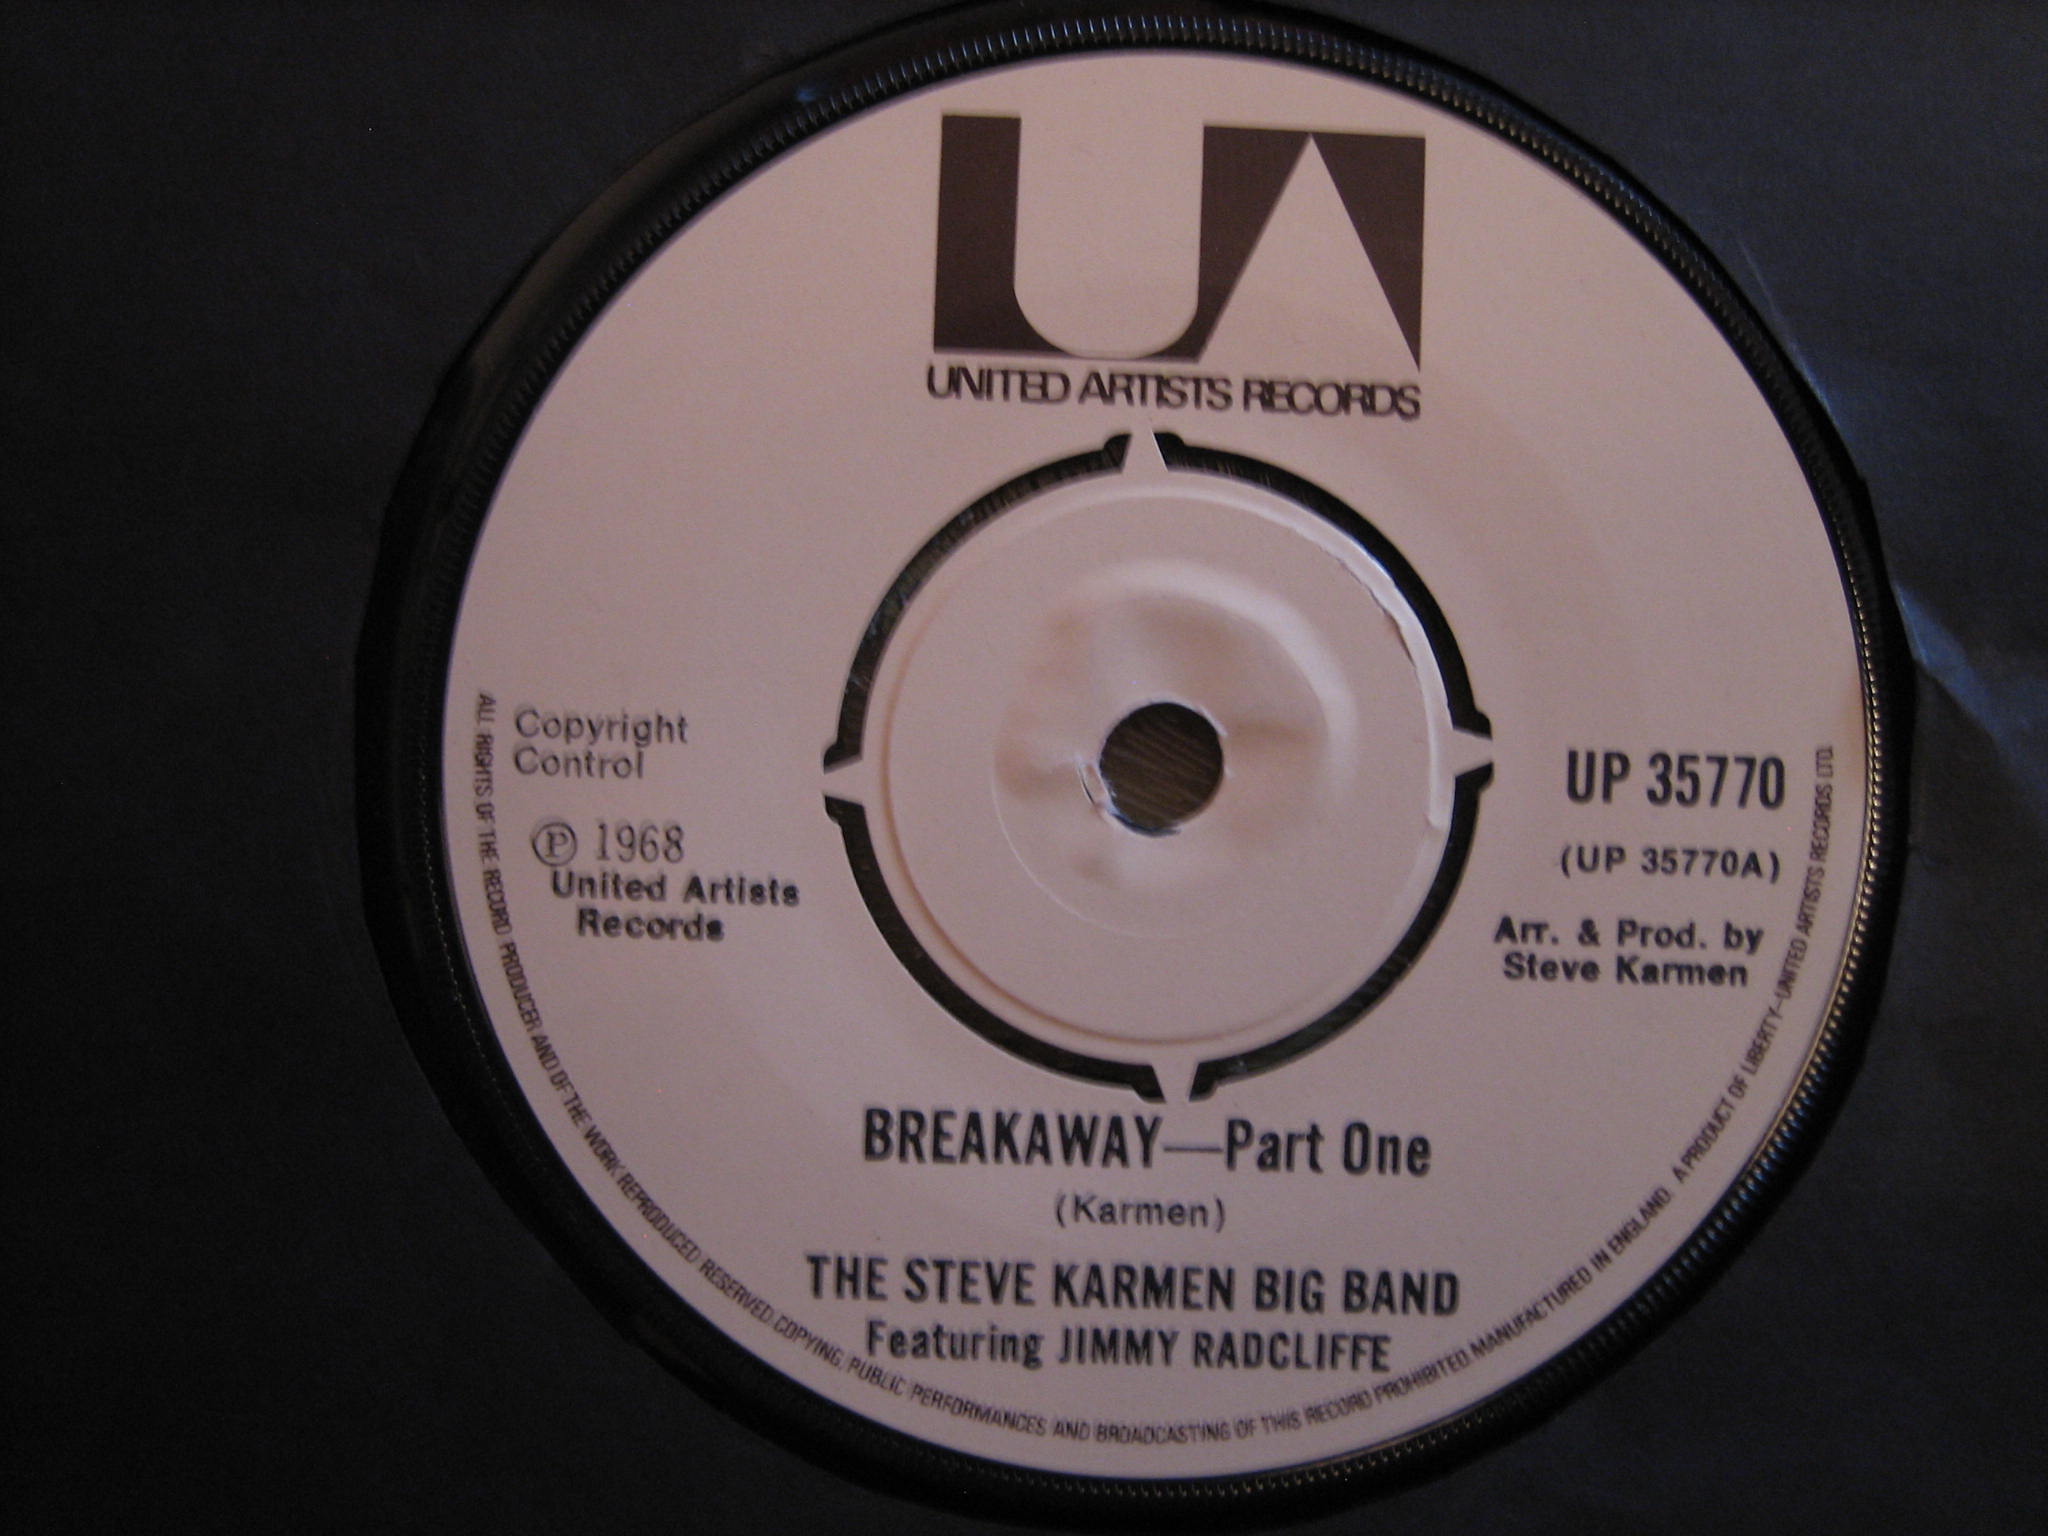 UA
UNITED ARTISTS RECORDS
Copyright
Control
Ⓟ 1968
United Artists
Records
UP 35770
(UP 35770A)
Arr. & Prod. by
Steve Karmen
BREAKAWAY—Part One
(Karmen)
THE STEVE KARMEN BIG BAND
Featuring JIMMY RADCLIFFE
ALL RIGHTS OF THE RECORD PRODUCER AND OF THE WORK REPRODUCED RESERVED. COPYING, PUBLIC PERFORMANCES AND BROADCASTING OF THIS RECORD PROHIBITED. MANUFACTURED IN ENGLAND. A PRODUCT OF LIBERTY—UNITED ARTISTS RECORDS LTD.